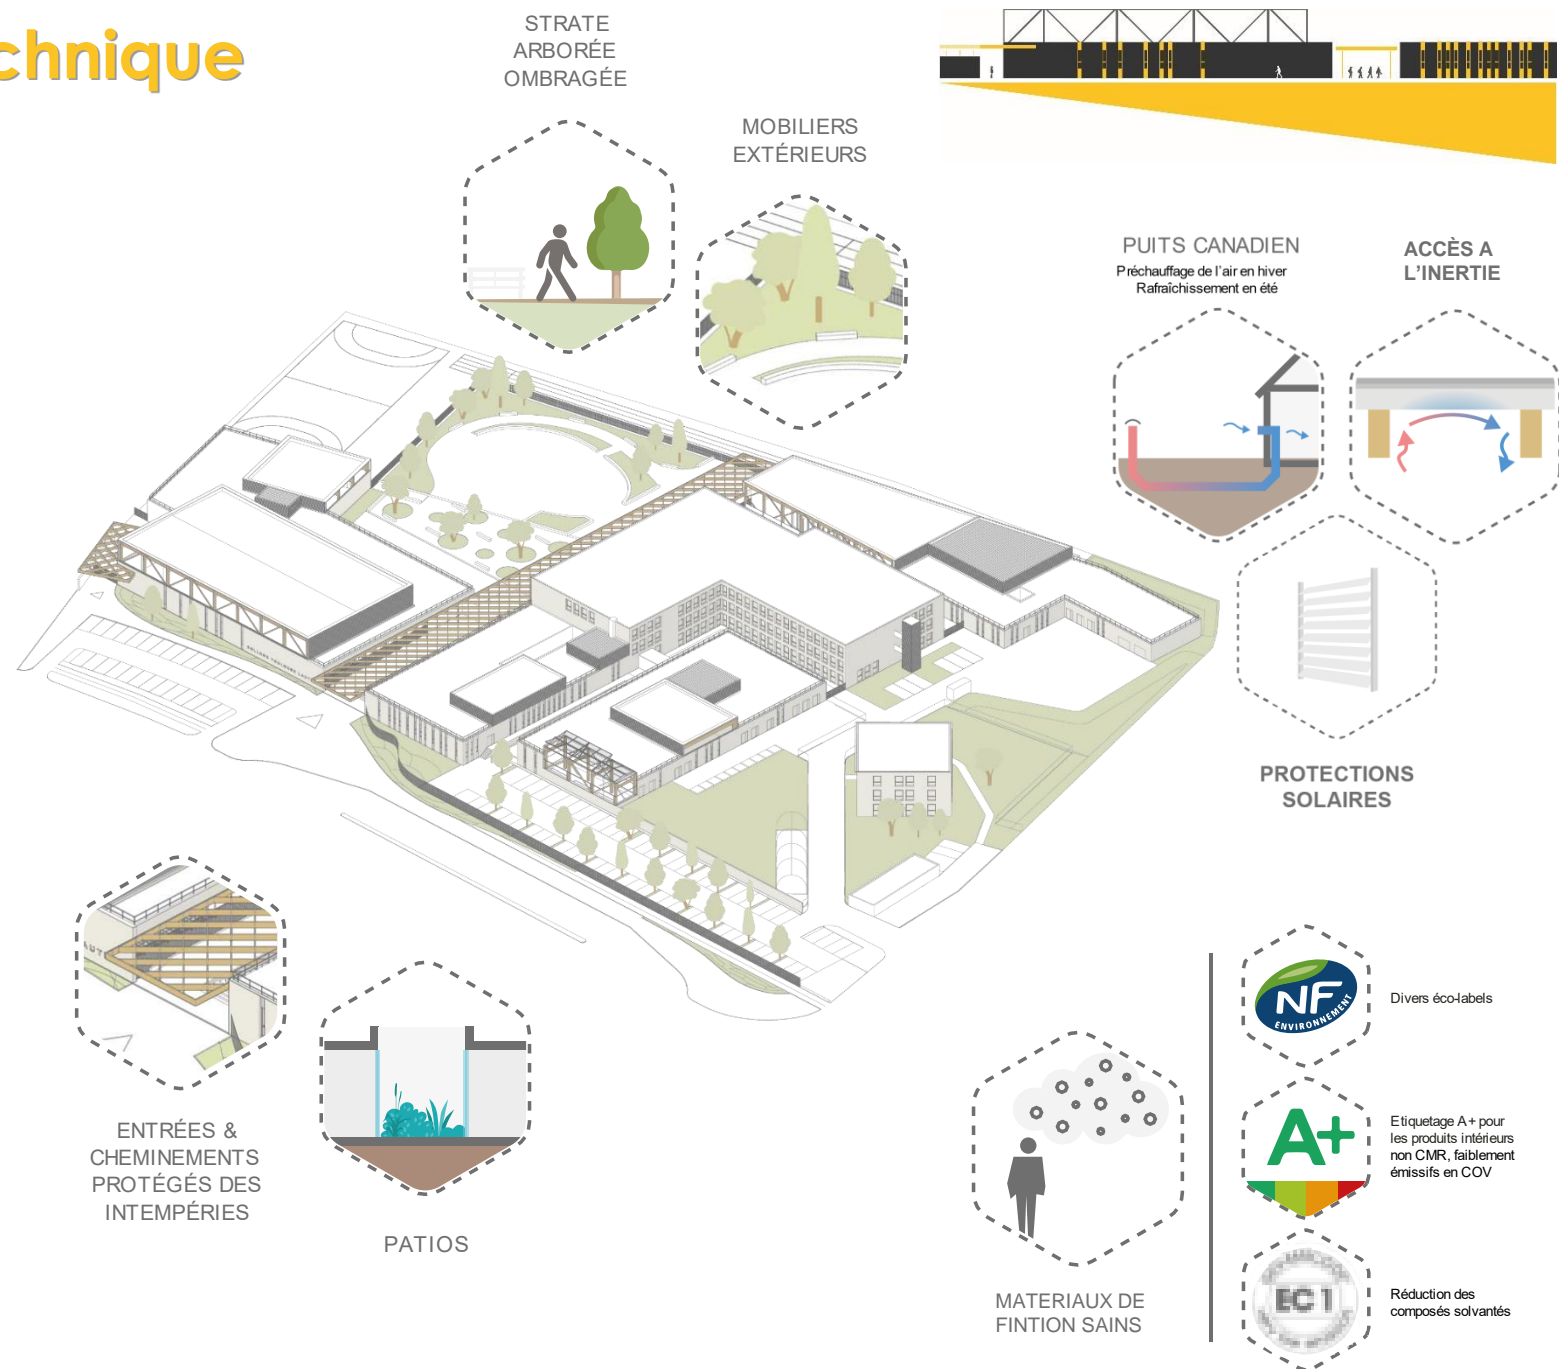 chnique
STRATE
ARBORÉE
OMBRAGÉE
MOBILIERS
EXTÉRIEURS
PUITS CANADIEN
Préchauffage de l'air en hiver
Rafraîchissement en été
ACCÈS A
L'INERTIE
PROTECTIONS
SOLAIRES
ENTRÉES &
CHEMINEMENTS
PROTÉGÉS DES
INTEMPÉRIES
PATIOS
MATERIAUX DE
FINTION SAINS
NF
ENVIRONNEMENT
Divers éco-labels
A+
Etiquetage A+ pour
les produits intérieurs
non CMR, faiblement
émissifs en COV
EC 1
Réduction des
composés solvantés